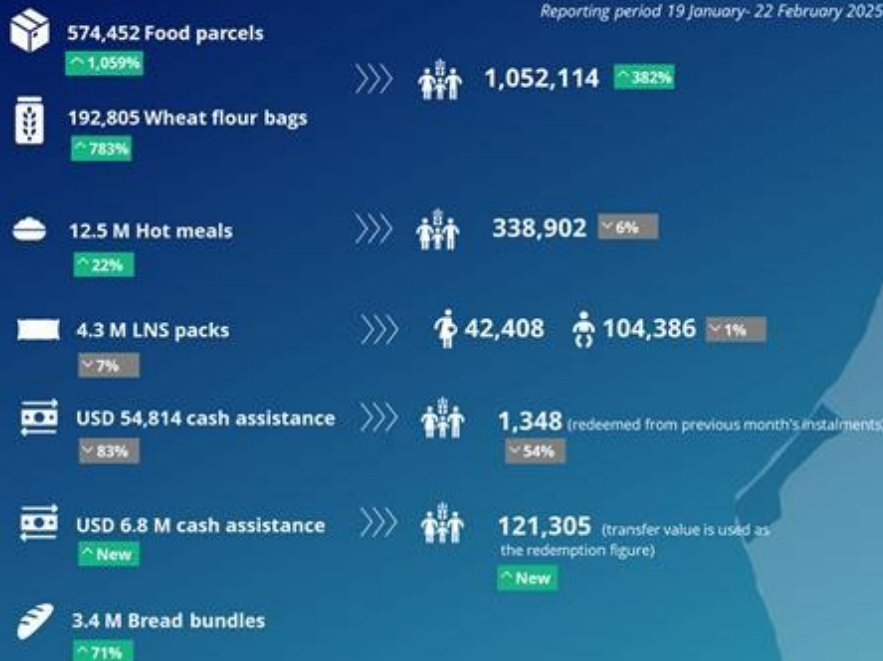 Reporting period 19 January- 22 February 2025
574,452 Food parcels
^ 1,059%
1,052,114 ^ 382%
192,805 Wheat flour bags
^ 783%
12.5 M Hot meals
338,902 ˅ 6%
^ 22%
4.3 M LNS packs
42,408 104,386 ˅ 1%
˅ 7%
USD 54,814 cash assistance
1,348 (redeemed from previous month's instalments)
˅ 83%
˅ 54%
USD 6.8 M cash assistance
121,305 (transfer value is used as
the redemption figure)
^ New
^ New
3.4 M Bread bundles
^ 71%